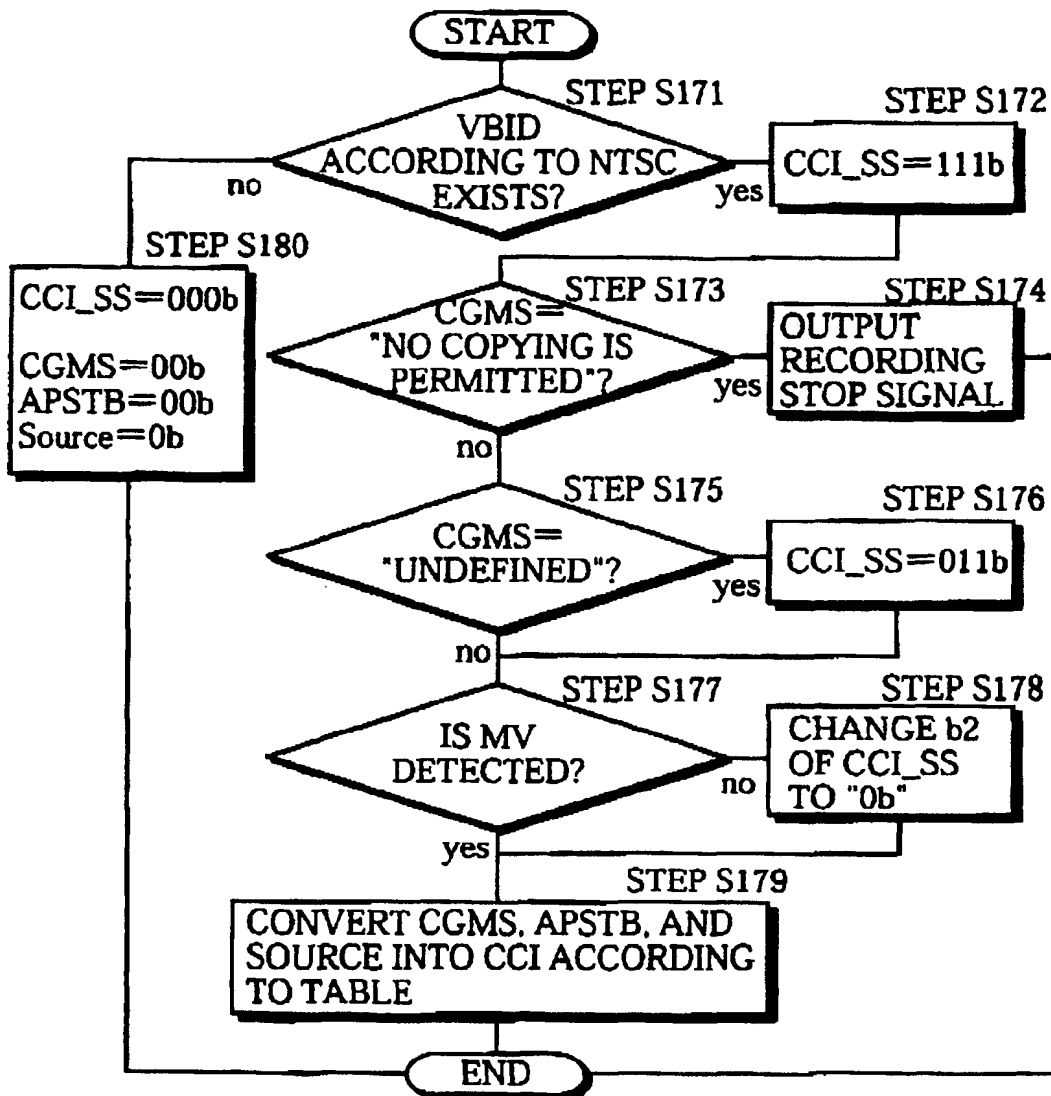 START
STEP S171
VBID
ACCORDING TO NTSC
EXISTS?
no
yes
STEP S172
CCI_SS=111b
STEP S180
CCI_SS=000b
CGMS=00b
APSTB=00b
Source=0b
STEP S173
CGMS=
"NO COPYING IS
PERMITTED"?
yes
no
STEP S174
OUTPUT
RECORDING
STOP SIGNAL
STEP S175
CGMS=
"UNDEFINED"?
yes
no
STEP S176
CCI_SS=011b
STEP S177
IS MV
DETECTED?
no
yes
STEP S178
CHANGE b2
OF CCI_SS
TO "0b"
STEP S179
CONVERT CGMS, APSTB, AND
SOURCE INTO CCI ACCORDING
TO TABLE
END